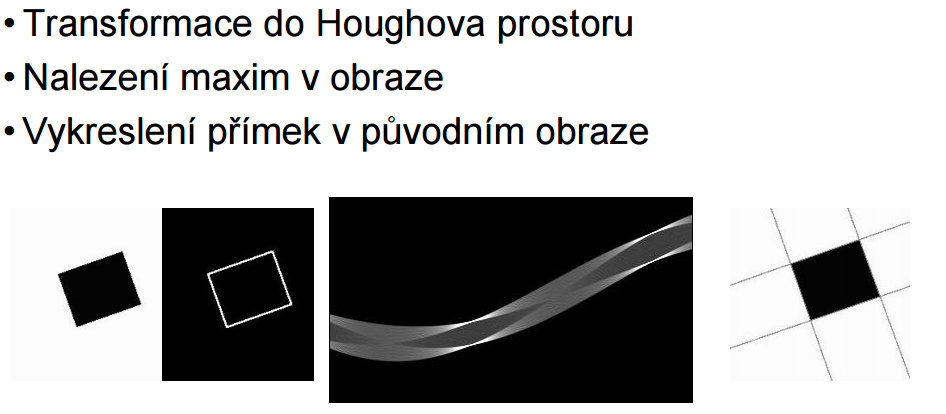 • Transformace do Houghova prostoru
• Nalezení maxim v obraze
• Vykreslení přímek v původním obraze